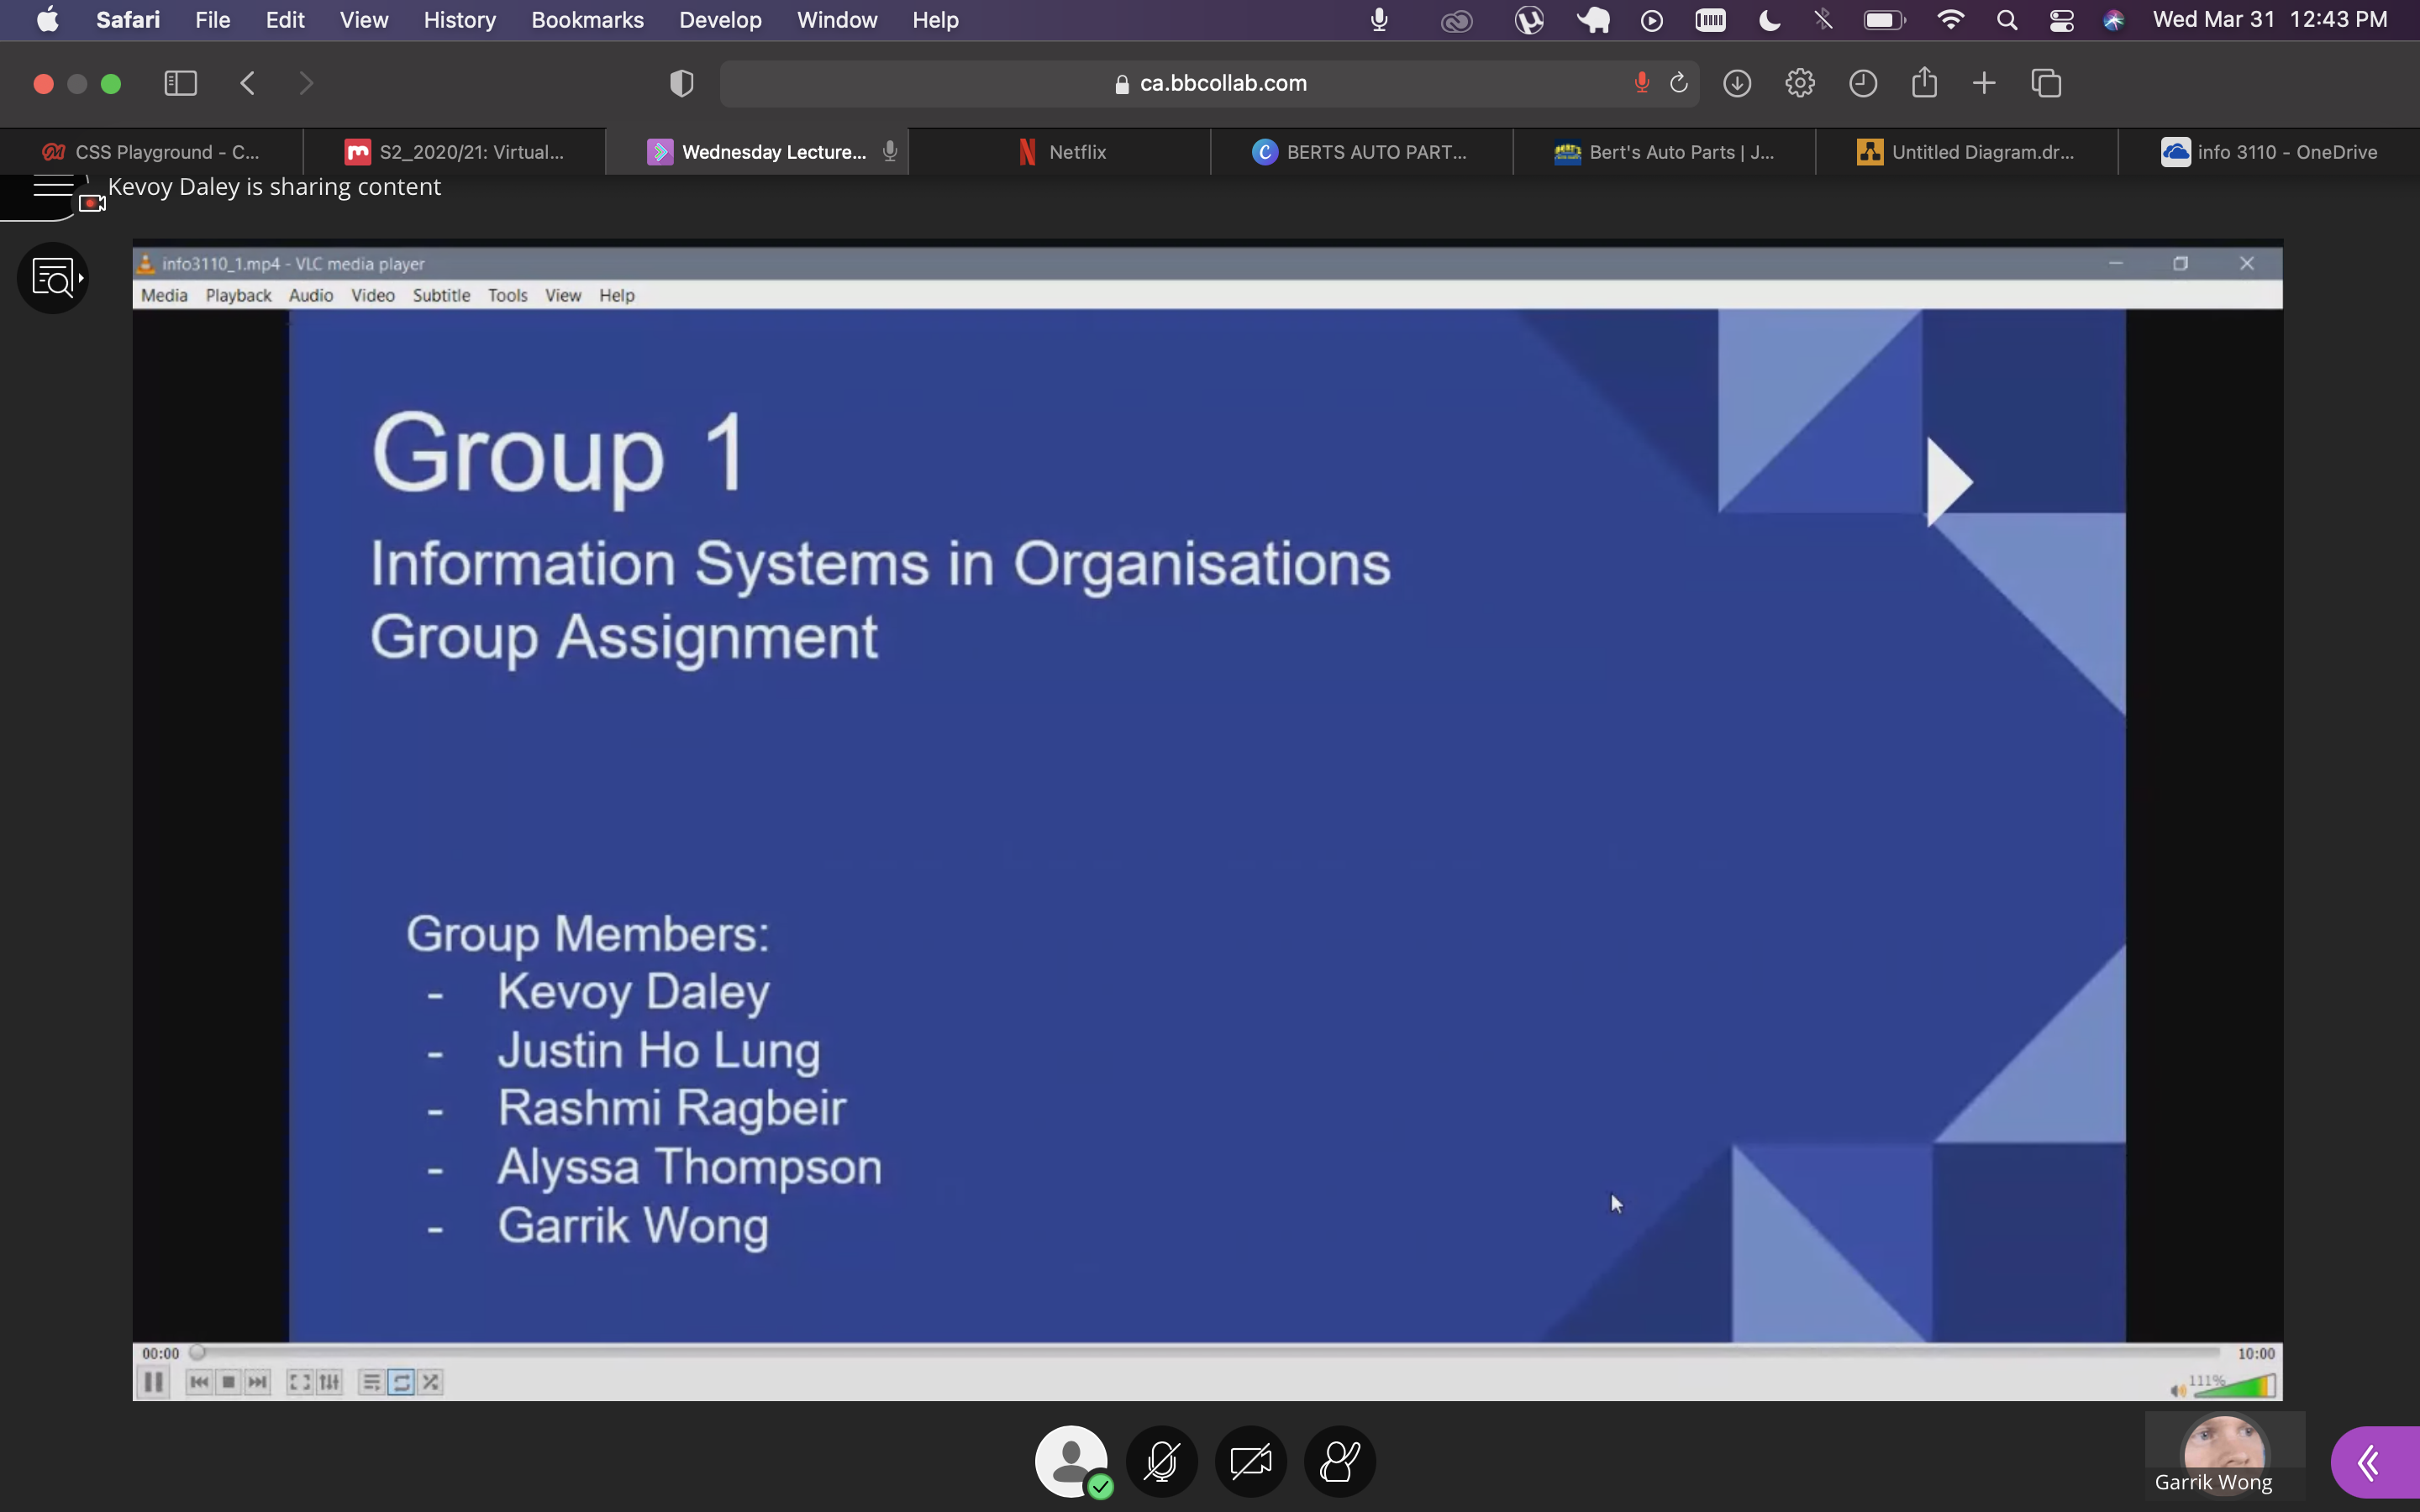 Safari File Edit View History Bookmarks Develop Window Help Wed Mar 31 12:43 PM
ca.bbcollab.com
CSS Playground - C... S2_2020/21: Virtual... Wednesday Lecture... Netflix BERTS AUTO PART... Bert's Auto Parts | J... Untitled Diagram.dr... info 3110 - OneDrive
Kevoy Daley is sharing content
info3110_1.mp4 - VLC media player
Media Playback Audio Video Subtitle Tools View Help
Group 1
Information Systems in Organisations
Group Assignment
Group Members:
- Kevoy Daley
- Justin Ho Lung
- Rashmi Ragbeir
- Alyssa Thompson
- Garrik Wong
00:00 10:00
111%
Garrik Wong